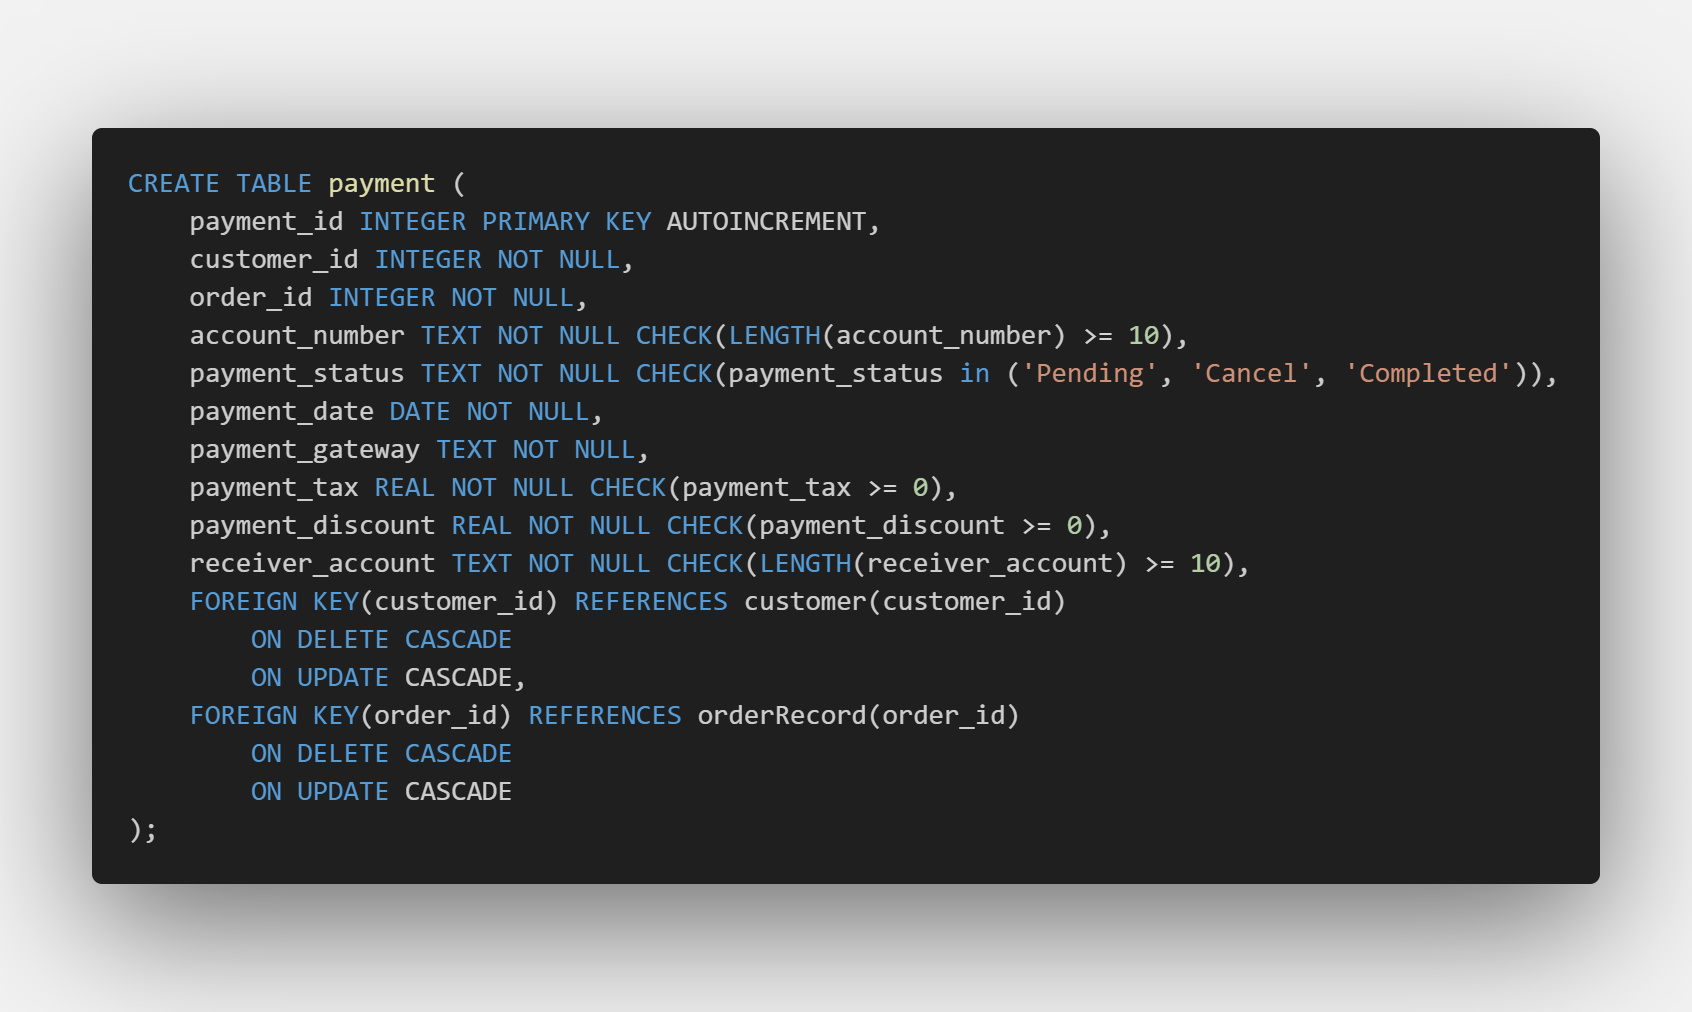 CREATE TABLE payment (
    payment_id INTEGER PRIMARY KEY AUTOINCREMENT,
    customer_id INTEGER NOT NULL,
    order_id INTEGER NOT NULL,
    account_number TEXT NOT NULL CHECK(LENGTH(account_number) >= 10),
    payment_status TEXT NOT NULL CHECK(payment_status in ('Pending', 'Cancel', 'Completed')),
    payment_date DATE NOT NULL,
    payment_gateway TEXT NOT NULL,
    payment_tax REAL NOT NULL CHECK(payment_tax >= 0),
    payment_discount REAL NOT NULL CHECK(payment_discount >= 0),
    receiver_account TEXT NOT NULL CHECK(LENGTH(receiver_account) >= 10),
    FOREIGN KEY(customer_id) REFERENCES customer(customer_id)
        ON DELETE CASCADE
        ON UPDATE CASCADE,
    FOREIGN KEY(order_id) REFERENCES orderRecord(order_id)
        ON DELETE CASCADE
        ON UPDATE CASCADE
);